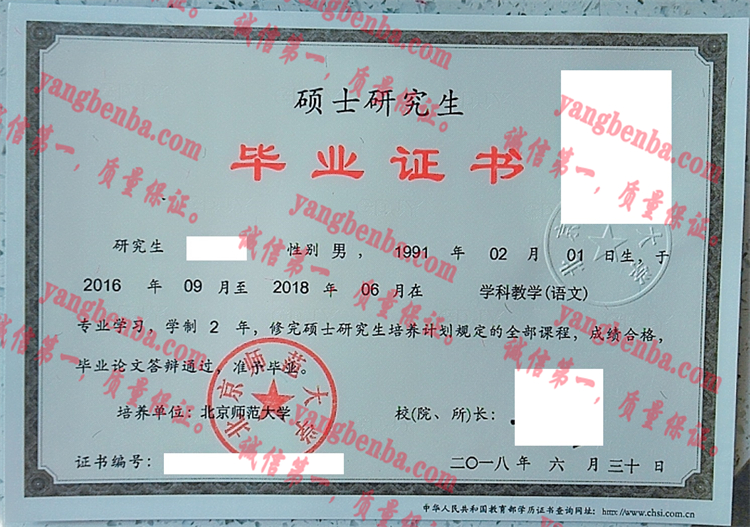 硕士研究生
毕业证书
研究生 性别 男 , 1991 年 02 月 01 日生, 于
2016 年 09 月至 2018 年 06 月在 学科教学(语文)
专业学习, 学制 2 年, 修完硕士研究生培养计划规定的全部课程, 成绩合格,
毕业论文答辩通过, 准予毕业。
培养单位: 北京师范大学 校(院、所)长:
证书编号: 二〇一八年 六 月 三十 日
中华人民共和国教育部学历证书查询网址: http://www.chsi.com.cn
北京师范大学
yangbenba.com
诚信第一,质量保证。